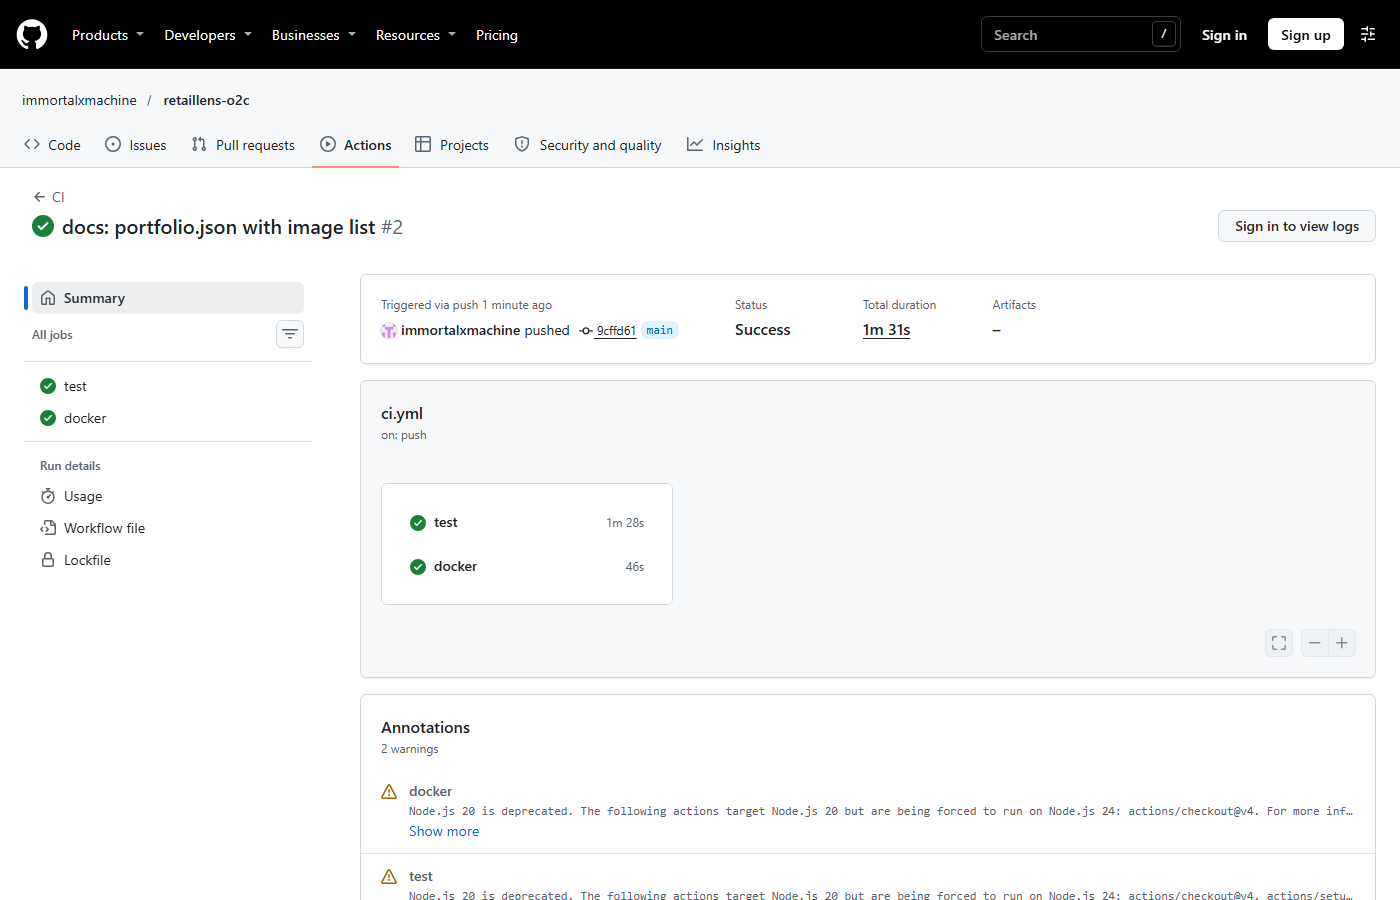 Products Developers Businesses Resources Pricing Search / Sign in Sign up
immortalxmachine / retaillens-o2c
Code Issues Pull requests Actions Projects Security and quality Insights
CI
docs: portfolio.json with image list #2
Sign in to view logs
Summary
All jobs
test
docker
Run details
Usage
Workflow file
Lockfile
Triggered via push 1 minute ago
immortalxmachine pushed 9cffd61 main
Status
Success
Total duration
1m 31s
Artifacts
–
ci.yml
on: push
test 1m 28s
docker 46s
Annotations
2 warnings
docker
Node.js 20 is deprecated. The following actions target Node.js 20 but are being forced to run on Node.js 24: actions/checkout@v4. For more inf…
Show more
test
Node.js 20 is deprecated. The following actions target Node.js 20 but are being forced to run on Node.js 24: actions/checkout@v4, actions/setu…